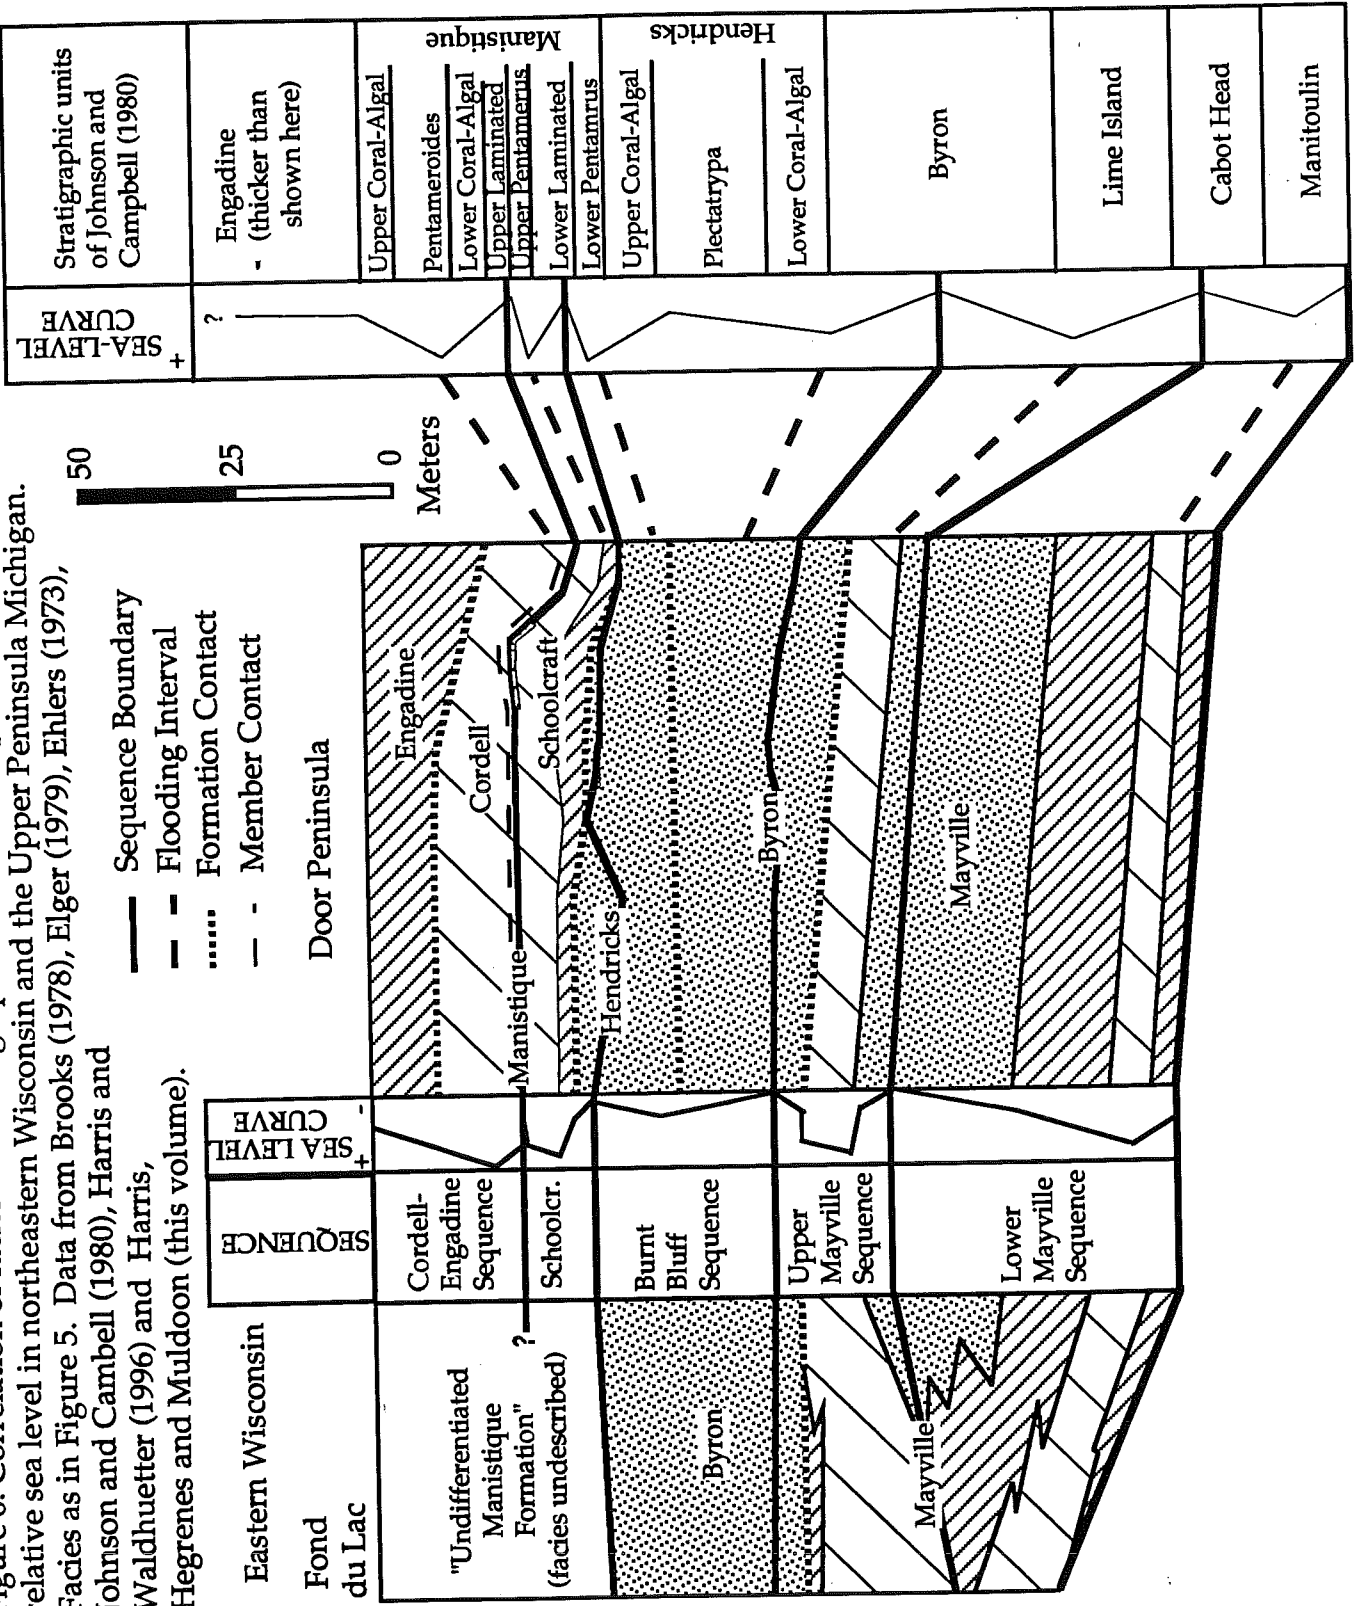 relative sea level in northeastern Wisconsin and the Upper Peninsula Michigan.
Facies as in Figure 5. Data from Brooks (1978), Elger (1979), Ehlers (1973),
Johnson and Cambell (1980), Harris and
Waldhuetter (1996) and Harris,
Hegrenes and Muldoon (this volume).
Sequence Boundary
Flooding Interval
Formation Contact
Member Contact
50
25
0
Meters
Eastern Wisconsin
Fond
du Lac
Door Peninsula
SEQUENCE
SEA LEVEL
CURVE
+
-
"Undifferentiated
Manistique
Formation"
(facies undescribed)
?
Byron
Mayville
Cordell-
Engadine
Sequence
Schoolcr.
Burnt
Bluff
Sequence
Upper
Mayville
Sequence
Lower
Mayville
Sequence
Engadine
Cordell
Manistique
Schoolcraft
Hendricks
Byron
Mayville
SEA-LEVEL
CURVE
+
?
Stratigraphic units
of Johnson and
Campbell (1980)
Engadine
- (thicker than
shown here)
Upper Coral-Algal
Pentameroides
Lower Coral-Algal
Upper Laminated
Upper Pentamerus
Lower Laminated
Lower Pentamrus
Manistique
Upper Coral-Algal
Plectatrypa
Lower Coral-Algal
Hendricks
Byron
Lime Island
Cabot Head
Manitoulin